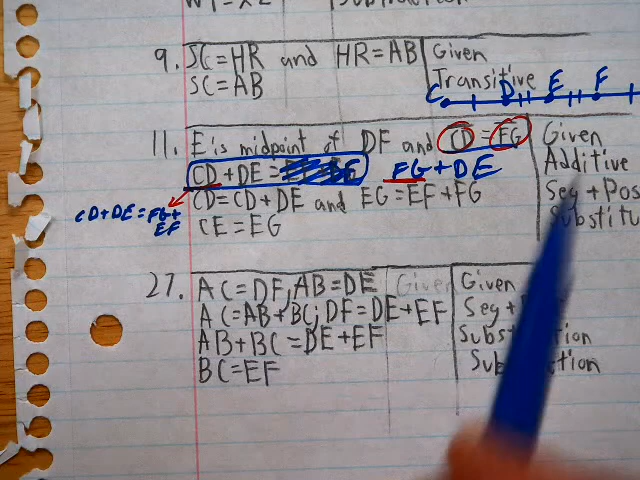 9. SC=HR and HR=AB Given
SC=AB Transitive
C D E F
11. E is midpoint of DF and CD=FG Given
CD+DE= FG+DE Additive
CD=CD+DE and EG=EF+FG Seg + Pos
CD+DE=FG+EF
CE=EG Substitu
27. AC=DF, AB=DE Given Given
AC=AB+BC; DF=DE+EF Seg +
AB+BC=DE+EF
BC=EF